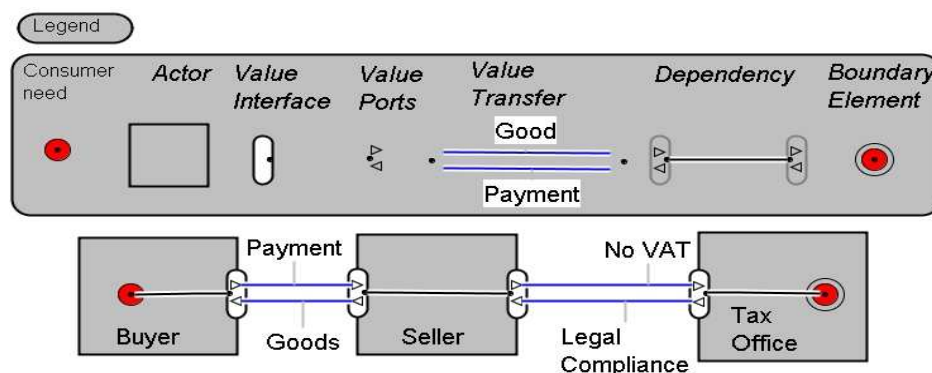 Legend
Consumer need
Actor
Value Interface
Value Ports
Value Transfer
Good
Payment
Dependency
Boundary Element
Payment
Goods
Buyer
Seller
No VAT
Legal Compliance
Tax Office